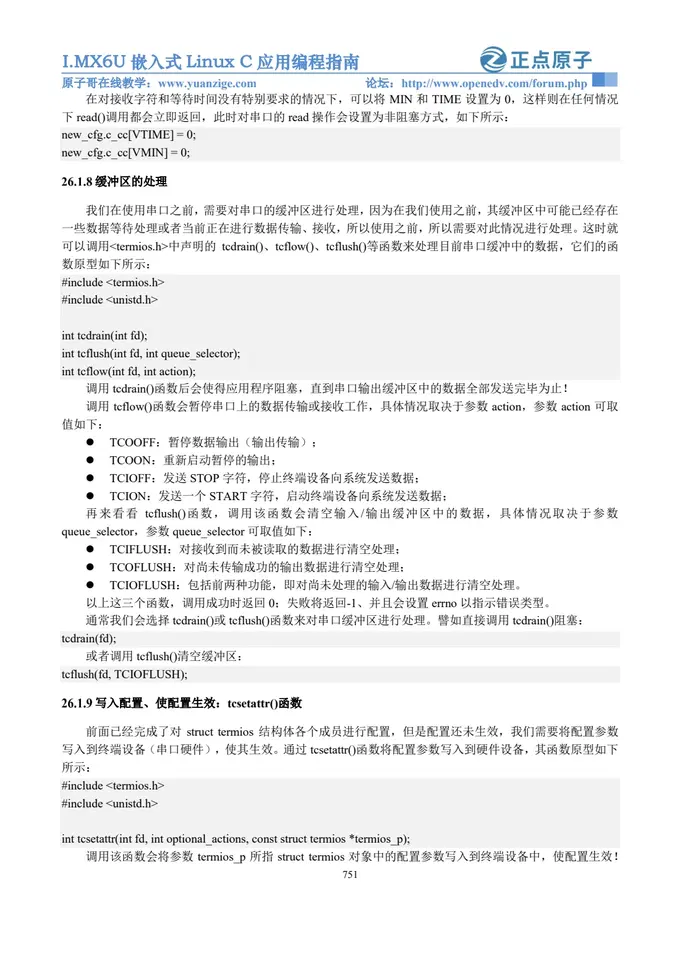 I.MX6U 嵌入式 Linux C 应用编程指南
正点原子
原子哥在线教学：www.yuanzige.com 论坛：http://www.openedv.com/forum.php
在对接收字符和等待时间没有特别要求的情况下，可以将 MIN 和 TIME 设置为 0，这样则在任何情况
下 read()调用都会立即返回，此时对串口的 read 操作会设置为非阻塞方式，如下所示：
new_cfg.c_cc[VTIME] = 0;
new_cfg.c_cc[VMIN] = 0;
26.1.8 缓冲区的处理
我们在使用串口之前，需要对串口的缓冲区进行处理，因为在我们使用之前，其缓冲区中可能已经存在
一些数据等待处理或者当前正在进行数据传输、接收，所以使用之前，所以需要对此情况进行处理。这时就
可以调用<termios.h>中声明的 tcdrain()、tcflow()、tcflush()等函数来处理目前串口缓冲中的数据，它们的函
数原型如下所示：
#include <termios.h>
#include <unistd.h>
int tcdrain(int fd);
int tcflush(int fd, int queue_selector);
int tcflow(int fd, int action);
调用 tcdrain()函数后会使得应用程序阻塞，直到串口输出缓冲区中的数据全部发送完毕为止！
调用 tcflow()函数会暂停串口上的数据传输或接收工作，具体情况取决于参数 action，参数 action 可取
值如下：
● TCOOFF：暂停数据输出（输出传输）；
● TCOON：重新启动暂停的输出；
● TCIOFF：发送 STOP 字符，停止终端设备向系统发送数据；
● TCION：发送一个 START 字符，启动终端设备向系统发送数据；
再来看看 tcflush()函数，调用该函数会清空输入/输出缓冲区中的数据，具体情况取决于参数
queue_selector，参数 queue_selector 可取值如下：
● TCIFLUSH：对接收到而未被读取的数据进行清空处理；
● TCOFLUSH：对尚未传输成功的输出数据进行清空处理；
● TCIOFLUSH：包括前两种功能，即对尚未处理的输入/输出数据进行清空处理。
以上这三个函数，调用成功时返回 0；失败将返回-1、并且会设置 errno 以指示错误类型。
通常我们会选择 tcdrain()或 tcflush()函数来对串口缓冲区进行处理。譬如直接调用 tcdrain()阻塞：
tcdrain(fd);
或者调用 tcflush()清空缓冲区：
tcflush(fd, TCIOFLUSH);
26.1.9 写入配置、使配置生效：tcsetattr()函数
前面已经完成了对 struct termios 结构体各个成员进行配置，但是配置还未生效，我们需要将配置参数
写入到终端设备（串口硬件），使其生效。通过 tcsetattr()函数将配置参数写入到硬件设备，其函数原型如下
所示：
#include <termios.h>
#include <unistd.h>
int tcsetattr(int fd, int optional_actions, const struct termios *termios_p);
调用该函数会将参数 termios_p 所指 struct termios 对象中的配置参数写入到终端设备中，使配置生效！
751